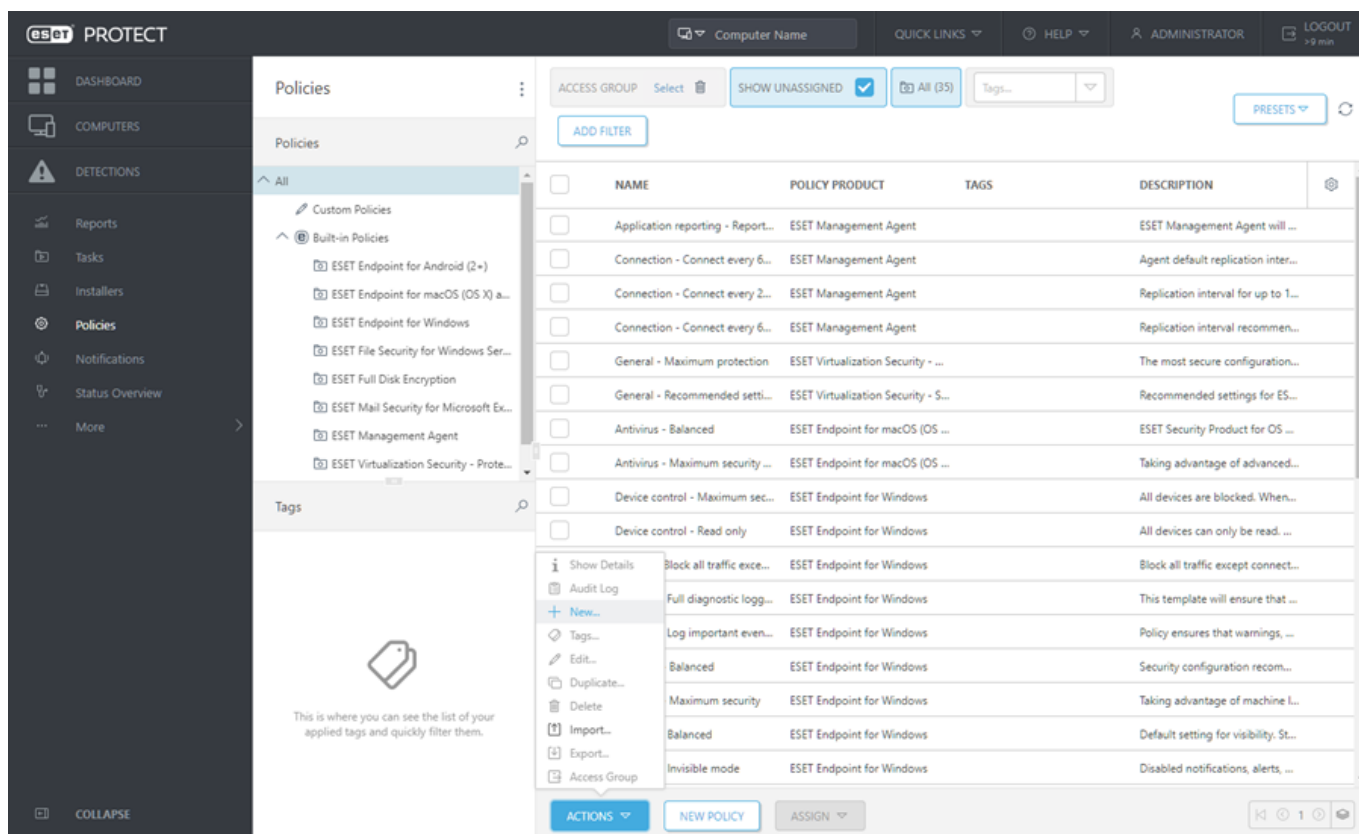 eset PROTECT
Computer Name
QUICK LINKS
HELP
ADMINISTRATOR
LOGOUT
>9 min
DASHBOARD
COMPUTERS
DETECTIONS
Reports
Tasks
Installers
Policies
Notifications
Status Overview
More
COLLAPSE
Policies
Policies
All
Custom Policies
Built-in Policies
ESET Endpoint for Android (2+)
ESET Endpoint for macOS (OS X) a...
ESET Endpoint for Windows
ESET File Security for Windows Ser...
ESET Full Disk Encryption
ESET Mail Security for Microsoft Ex...
ESET Management Agent
ESET Virtualization Security - Prote...
Tags
This is where you can see the list of your
applied tags and quickly filter them.
ACCESS GROUP Select SHOW UNASSIGNED All (35) Tags...
ADD FILTER
PRESETS
NAME POLICY PRODUCT TAGS DESCRIPTION
Application reporting - Report... ESET Management Agent ESET Management Agent will ...
Connection - Connect every 6... ESET Management Agent Agent default replication inter...
Connection - Connect every 2... ESET Management Agent Replication interval for up to 1...
Connection - Connect every 6... ESET Management Agent Replication interval recommen...
General - Maximum protection ESET Virtualization Security - ... The most secure configuration...
General - Recommended setti... ESET Virtualization Security - S... Recommended settings for ES...
Antivirus - Balanced ESET Endpoint for macOS (OS ... ESET Security Product for OS ...
Antivirus - Maximum security ... ESET Endpoint for macOS (OS ... Taking advantage of advanced...
Device control - Maximum sec... ESET Endpoint for Windows All devices are blocked. When...
Device control - Read only ESET Endpoint for Windows All devices can only be read. ...
Block all traffic exce... ESET Endpoint for Windows Block all traffic except connect...
Full diagnostic logg... ESET Endpoint for Windows This template will ensure that ...
Log important even... ESET Endpoint for Windows Policy ensures that warnings, ...
Balanced ESET Endpoint for Windows Security configuration recom...
Maximum security ESET Endpoint for Windows Taking advantage of machine l...
Balanced ESET Endpoint for Windows Default setting for visibility. St...
Invisible mode ESET Endpoint for Windows Disabled notifications, alerts, ...
Show Details
Audit Log
New...
Tags...
Edit...
Duplicate...
Delete
Import...
Export...
Access Group
ACTIONS NEW POLICY ASSIGN 1